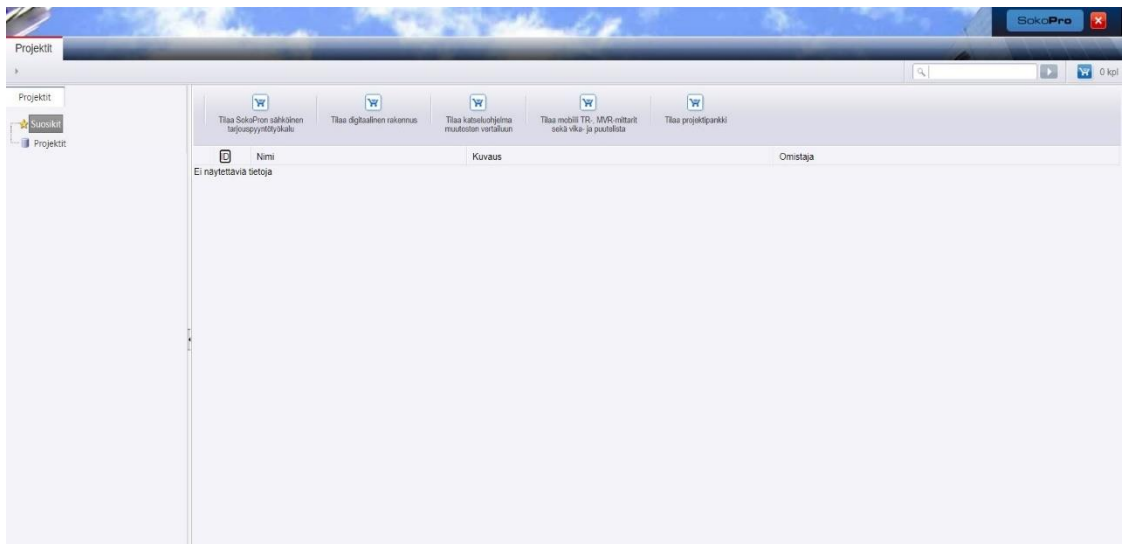 SokoPro
Projektit
0 kpl
Projektit
Suosikit
Projektit
Tilaa SokoPron sähköinen
tarjouspyyntötyökalu
Tilaa digitaalinen rakennus
Tilaa katseluohjelma
muutosten vertailuun
Tilaa mobiili TR-, MVR-mittarit
sekä vika- ja puutelista
Tilaa projektipankki
Nimi
Kuvaus
Omistaja
Ei näytettäviä tietoja